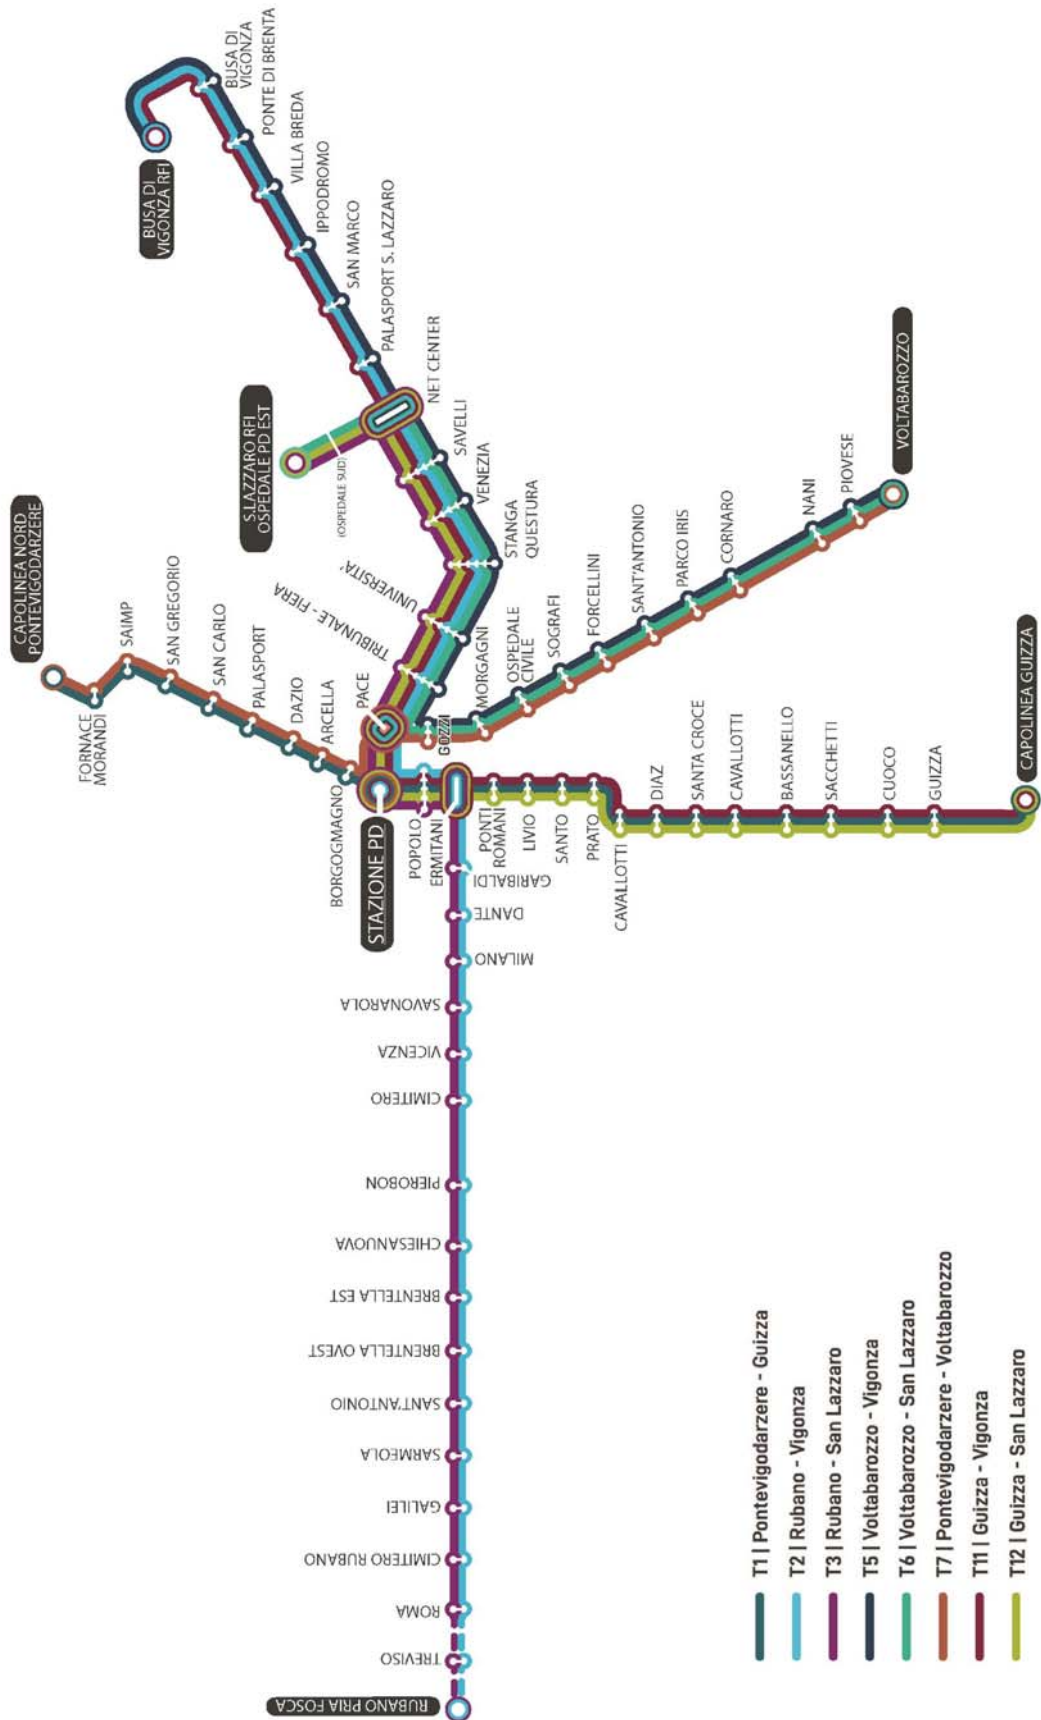 CAPOLINEA NORD
PONTEVIGODARZERE
FORNACE
MORANDI
SAIMP
SAN GREGORIO
SAN CARLO
PALASPORT
DAZIO
ARCELLA
BORGOGMAGNO
STAZIONE PD
PACE
TRIBUNALE - FIERA
UNIVERSITA'
STANGA
QUESTURA
VENEZIA
SAVELLI
NET CENTER
(OSPEDALE SUD)
S.LAZZARO RFI
OSPEDALE PD EST
PALASPORT S. LAZZARO
SAN MARCO
IPPODROMO
VILLA BREDA
PONTE DI BRENTA
BUSA DI
VIGONZA
BUSA DI
VIGONZA RFI
GOZZI
MORGAGNI
OSPEDALE
CIVILE
SOGRAFI
FORCELLINI
SANT'ANTONIO
PARCO IRIS
CORNARO
NANI
PIOVESE
VOLTABAROZZO
POPOLO
ERMITANI
PONTI
ROMANI
LIVIO
SANTO
PRATO
CAVALLOTTI
DIAZ
SANTA CROCE
CAVALLOTTI
BASSANELLO
SACCHETTI
CUOCO
GUIZZA
CAPOLINEA GUIZZA
GARIBALDI
DANTE
MILANO
SAVONAROLA
VICENZA
CIMITERO
PIEROBON
CHIESANUOVA
BRENTELLA EST
BRENTELLA OVEST
SANT'ANTONIO
SARMEOLA
GALILEI
CIMITERO RUBANO
ROMA
TREVISO
RUBANO PRIA FOSCA
T1 | Pontevigodarzere - Guizza
T2 | Rubano - Vigonza
T3 | Rubano - San Lazzaro
T5 | Voltabarozzo - Vigonza
T6 | Voltabarozzo - San Lazzaro
T7 | Pontevigodarzere - Voltabarozzo
T11 | Guizza - Vigonza
T12 | Guizza - San Lazzaro